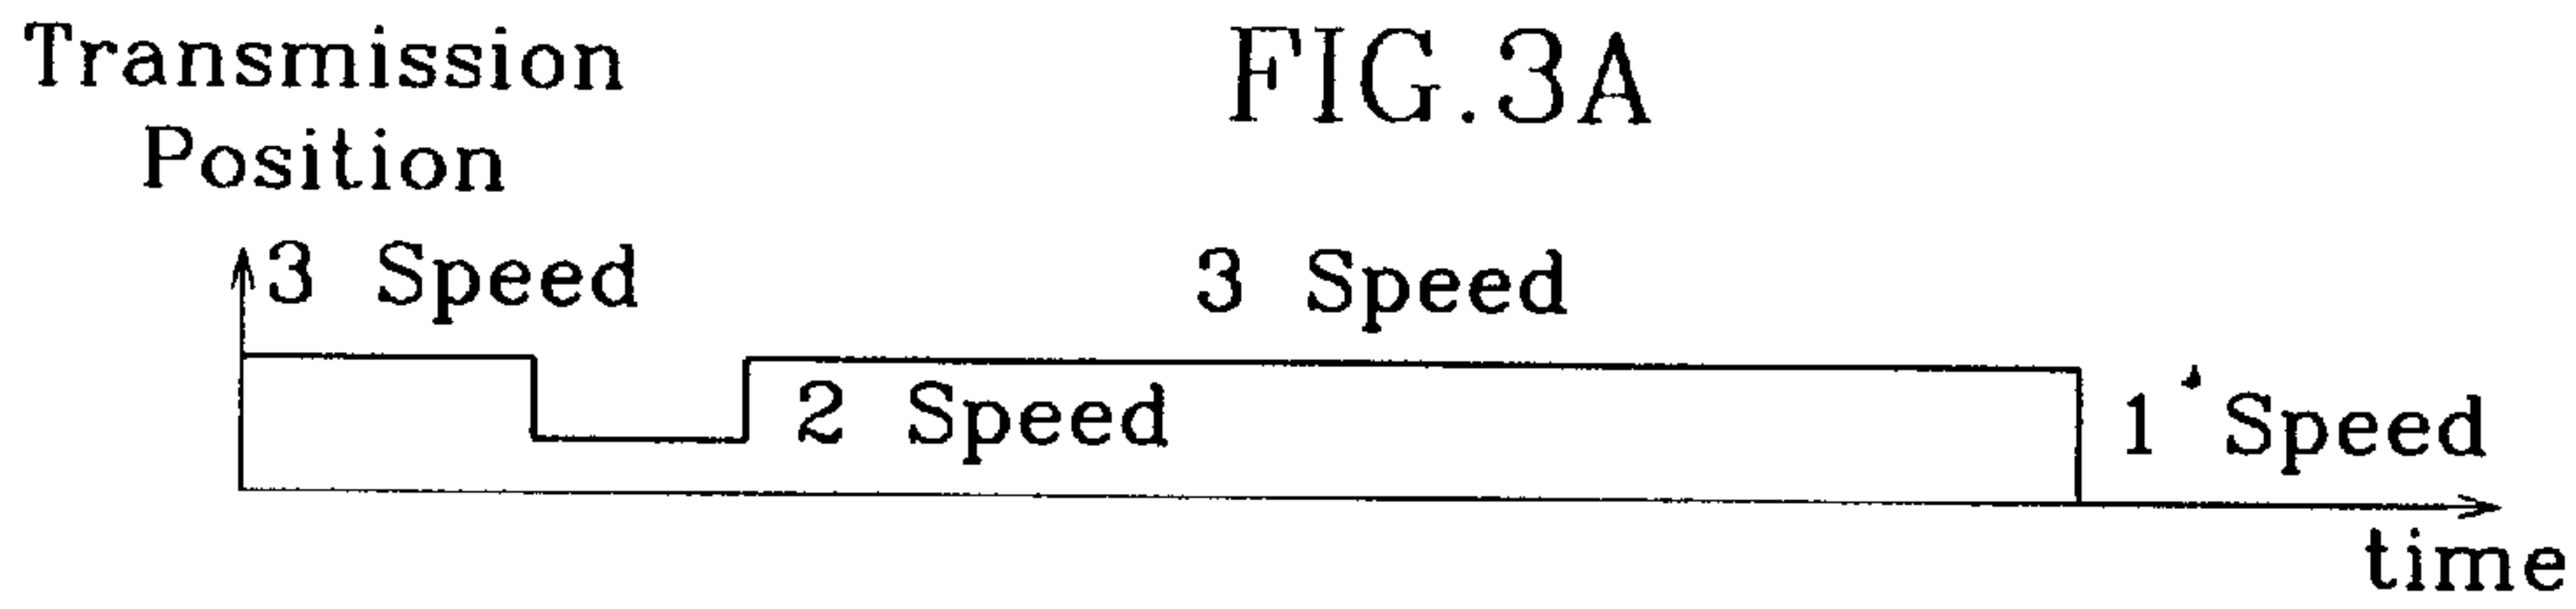 Transmission
Position
FIG.3A
3 Speed
3 Speed
2 Speed
1 Speed
time